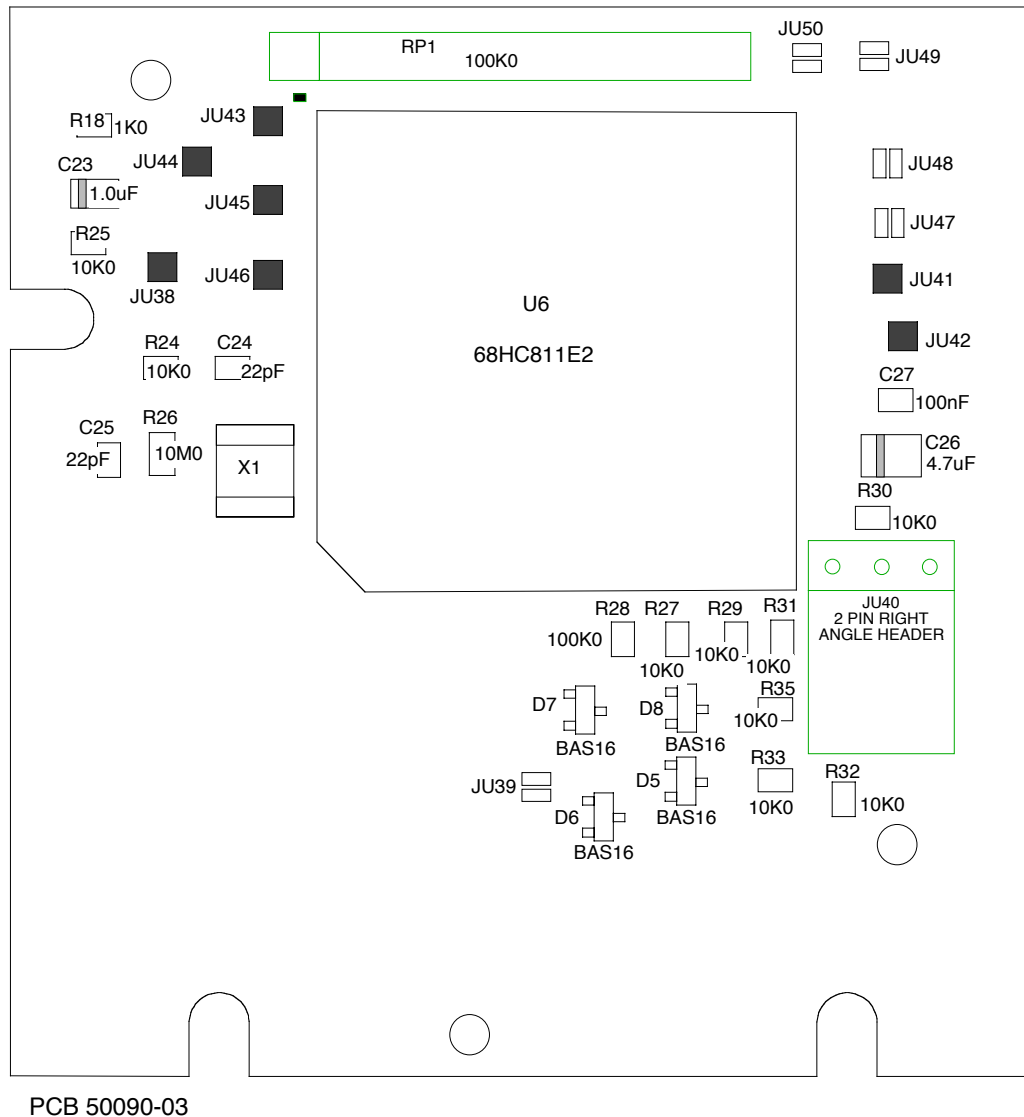 JU50
RP1
100K0
JU49
R18
1K0
JU43
JU44
C23
1.0uF
JU45
JU48
R25
10K0
JU46
JU38
JU47
JU41
U6
68HC811E2
JU42
R24
10K0
C24
22pF
C27
100nF
C25
22pF
R26
10M0
X1
C26
4.7uF
R30
10K0
JU40
2 PIN RIGHT
ANGLE HEADER
R28
100K0
R27
10K0
R29
10K0
R31
10K0
R35
10K0
D7
BAS16
D8
BAS16
R33
10K0
R32
10K0
JU39
D5
BAS16
D6
BAS16
PCB 50090-03